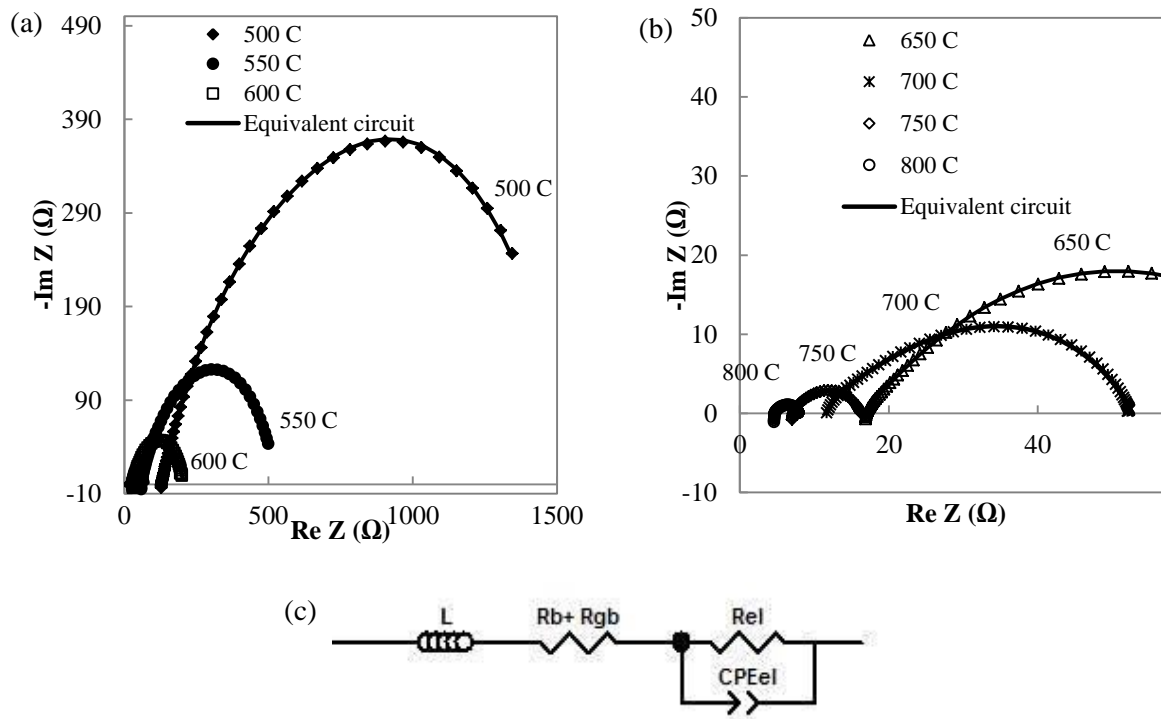 (a)
490
390
290
190
90
-10
-Im Z (Ω)
500 C
550 C
600 C
Equivalent circuit
500 C
550 C
600 C
0
500
1000
1500
Re Z (Ω)
(b)
50
40
30
20
10
0
-10
-Im Z (Ω)
650 C
700 C
750 C
800 C
Equivalent circuit
650 C
700 C
750 C
800 C
0
20
40
Re Z (Ω)
(c)
L
Rb+ Rgb
Rel
CPEel